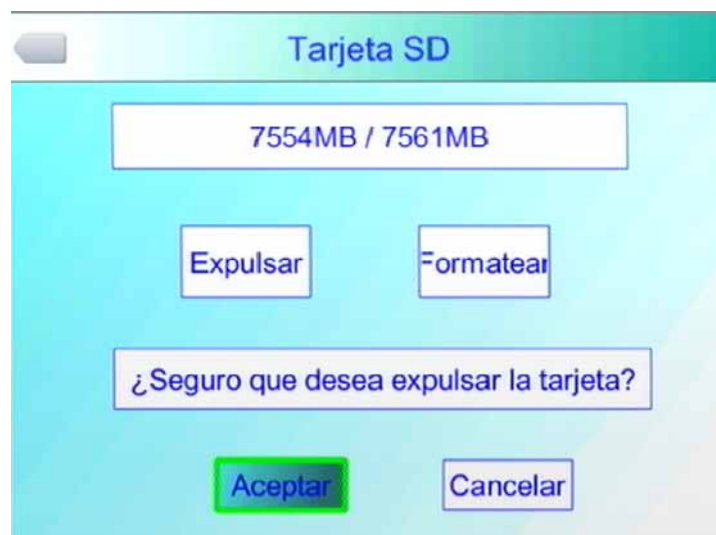 Tarjeta SD
7554MB / 7561MB
Expulsar
Formatear
¿Seguro que desea expulsar la tarjeta?
Aceptar
Cancelar